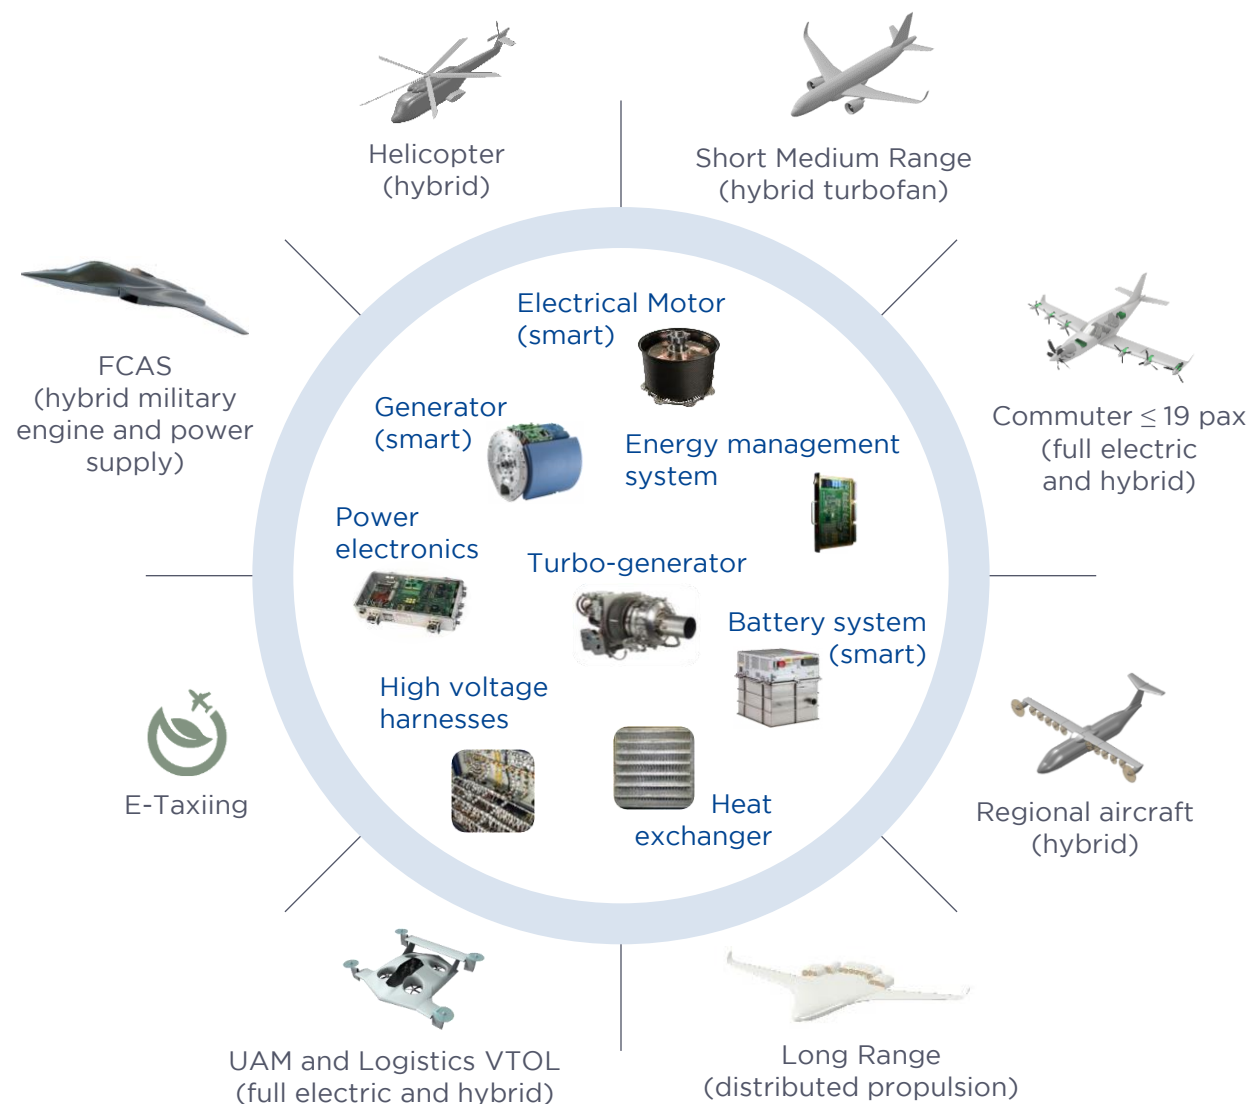 Helicopter
(hybrid)
Short Medium Range
(hybrid turbofan)
FCAS
(hybrid military
engine and power
supply)
Commuter ≤ 19 pax
(full electric
and hybrid)
Electrical Motor
(smart)
Generator
(smart)
Energy management
system
Power
electronics
Turbo-generator
Battery system
(smart)
High voltage
harnesses
Heat
exchanger
E-Taxiing
Regional aircraft
(hybrid)
UAM and Logistics VTOL
(full electric and hybrid)
Long Range
(distributed propulsion)